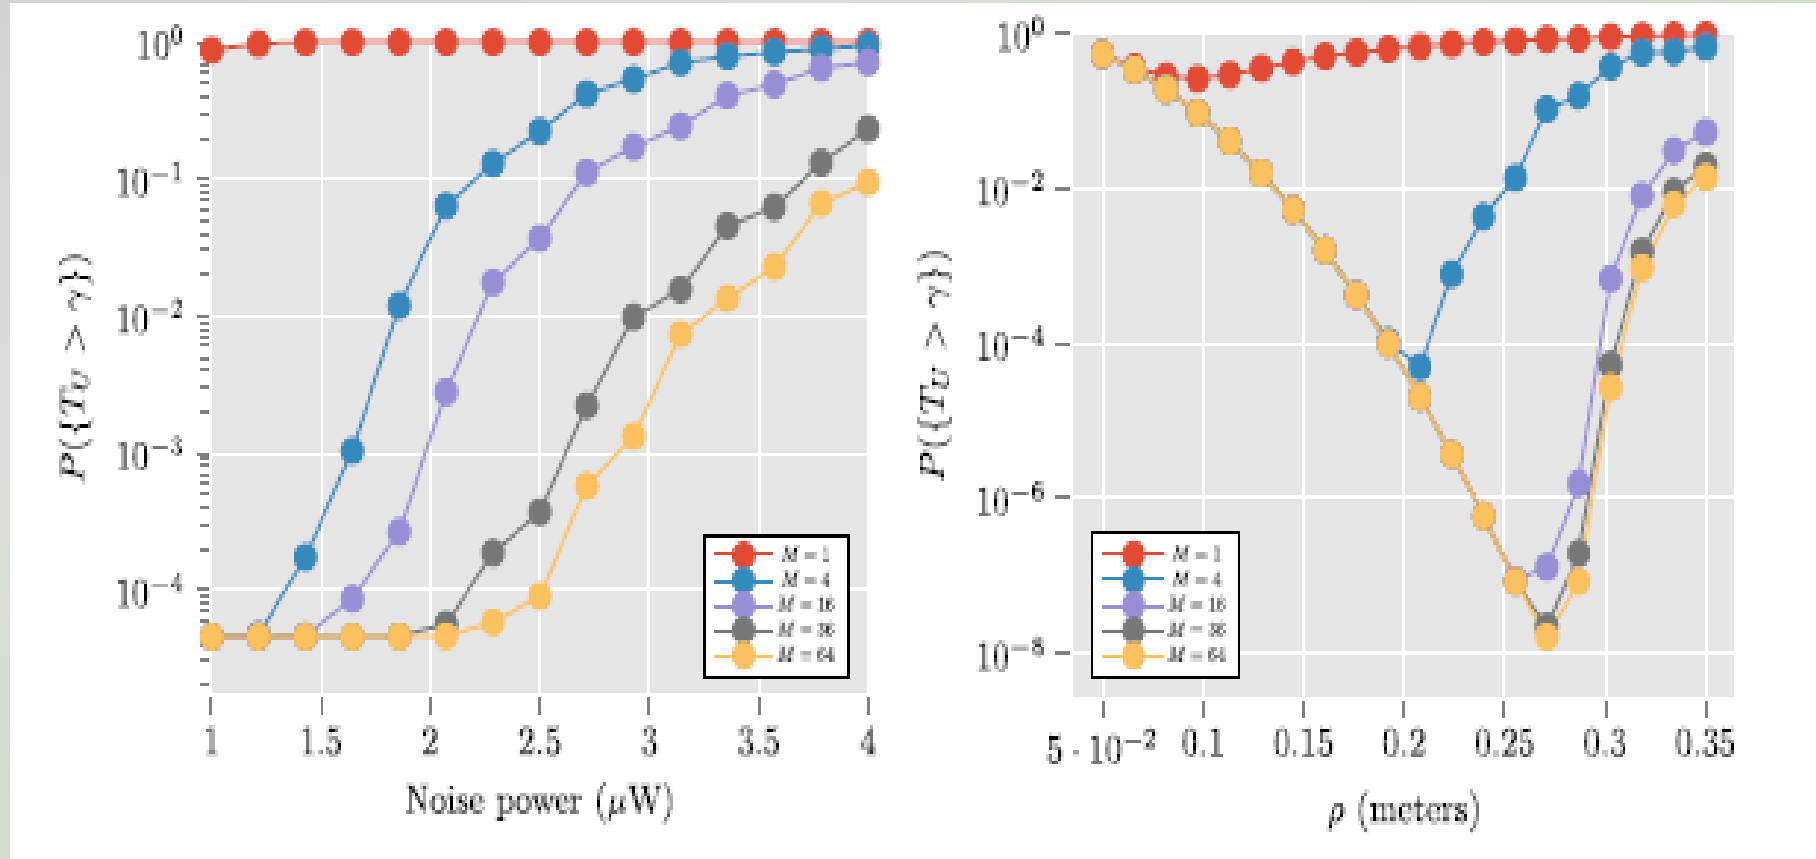 P({T_U > γ})
10^0
10^{-1}
10^{-2}
10^{-3}
10^{-4}
1 1.5 2 2.5 3 3.5 4
Noise power (μW)
M = 1
M = 4
M = 16
M = 36
M = 64
P({T_U > γ})
10^0
10^{-2}
10^{-4}
10^{-6}
10^{-8}
5 · 10^{-2} 0.1 0.15 0.2 0.25 0.3 0.35
ρ (meters)
M = 1
M = 4
M = 16
M = 36
M = 64